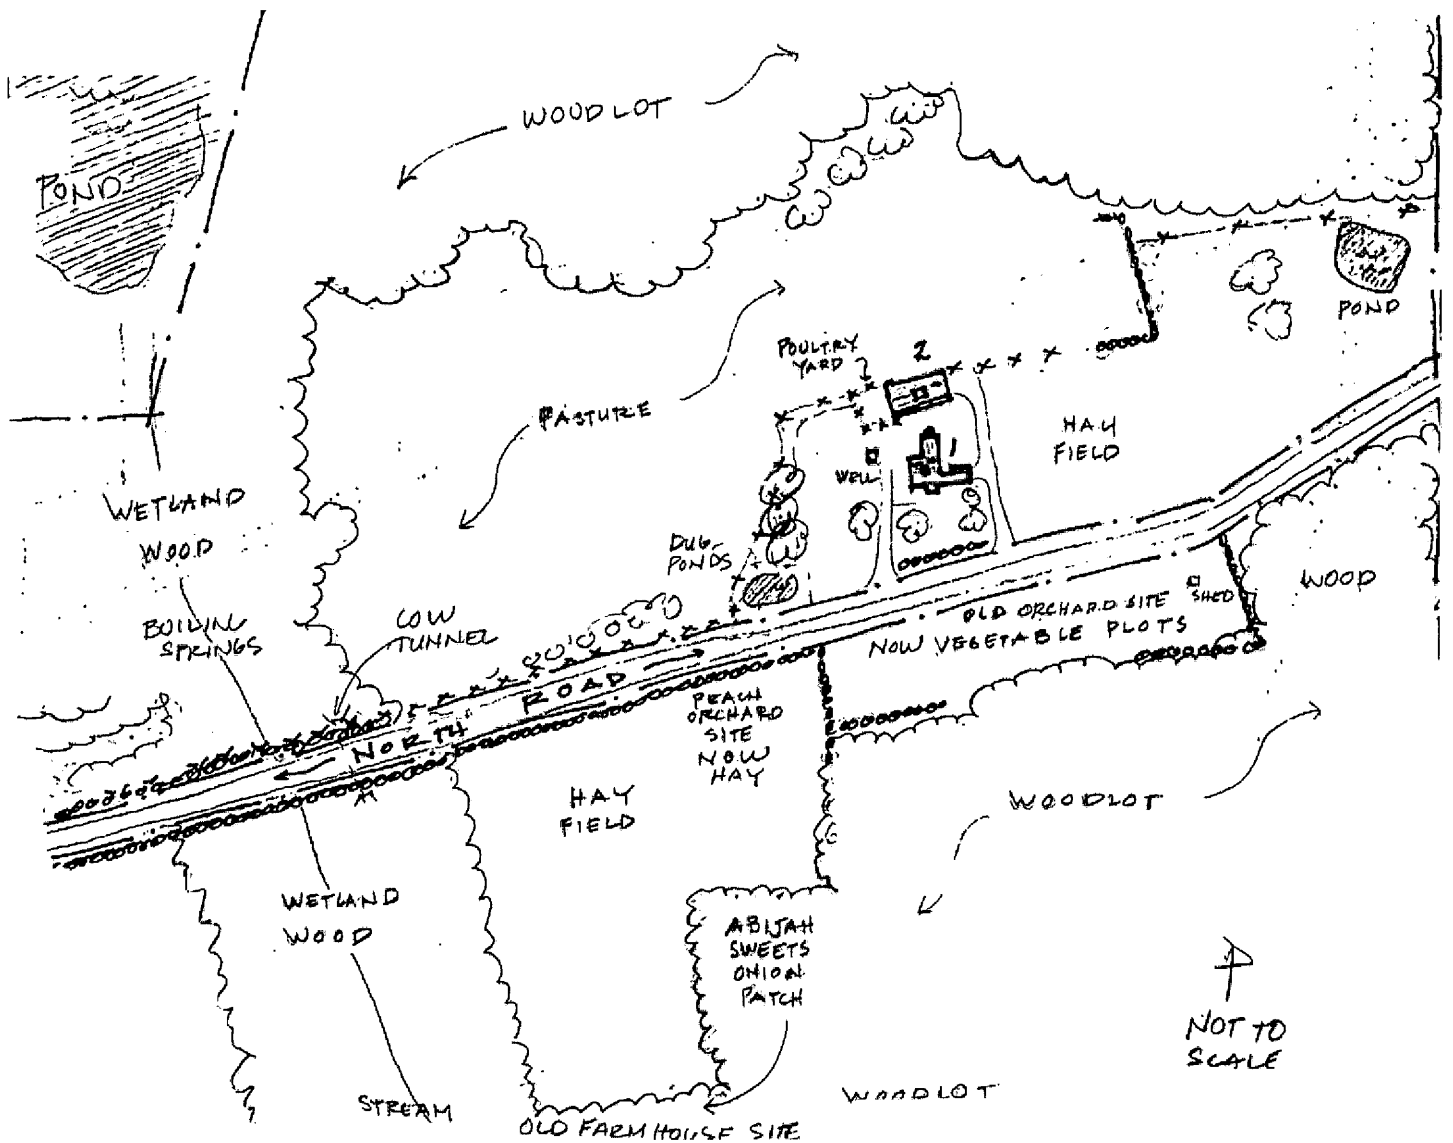 WOODLOT
POND
POND
PASTURE
POULTRY
YARD
2
HAY
FIELD
1
WELL
WETLAND
WOOD
DUG
PONDS
WOOD
SHED
OLD ORCHARD SITE
NOW VEGETABLE PLOTS
BOILING
SPRINGS
COW
TUNNEL
NORTH ROAD
PEACH
ORCHARD
SITE
NOW
HAY
HAY
FIELD
WOODLOT
WETLAND
WOOD
ABIJAH
SWEETS
ONION
PATCH
NOT TO
SCALE
STREAM
WOODLOT
OLD FARM HOUSE SITE